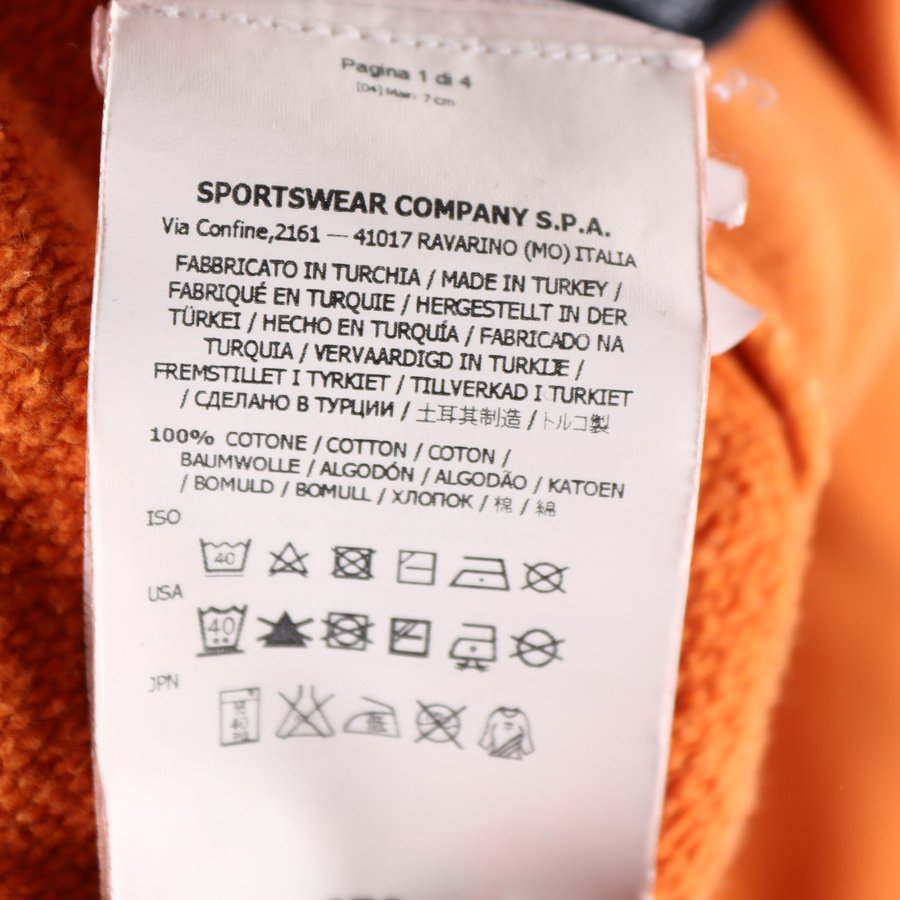 Pagina 1 di 4
[04] Main 7 cm
SPORTSWEAR COMPANY S.P.A.
Via Confine,2161 — 41017 RAVARINO (MO) ITALIA
FABBRICATO IN TURCHIA / MADE IN TURKEY /
FABRIQUÉ EN TURQUIE / HERGESTELLT IN DER
TÜRKEI / HECHO EN TURQUÍA / FABRICADO NA
TURQUIA / VERVAARDIGD IN TURKIJE /
FREMSTILLET I TYRKIET / TILLVERKAD I TURKIET
/ СДЕЛАНО В ТУРЦИИ / 土耳其制造 / トルコ製
100% COTONE / COTTON / COTON /
BAUMWOLLE / ALGODÓN / ALGODÃO / KATOEN
/ BOMULD / BOMULL / ХЛОПОК / 棉 / 綿
ISO
40
USA
40
JPN
40